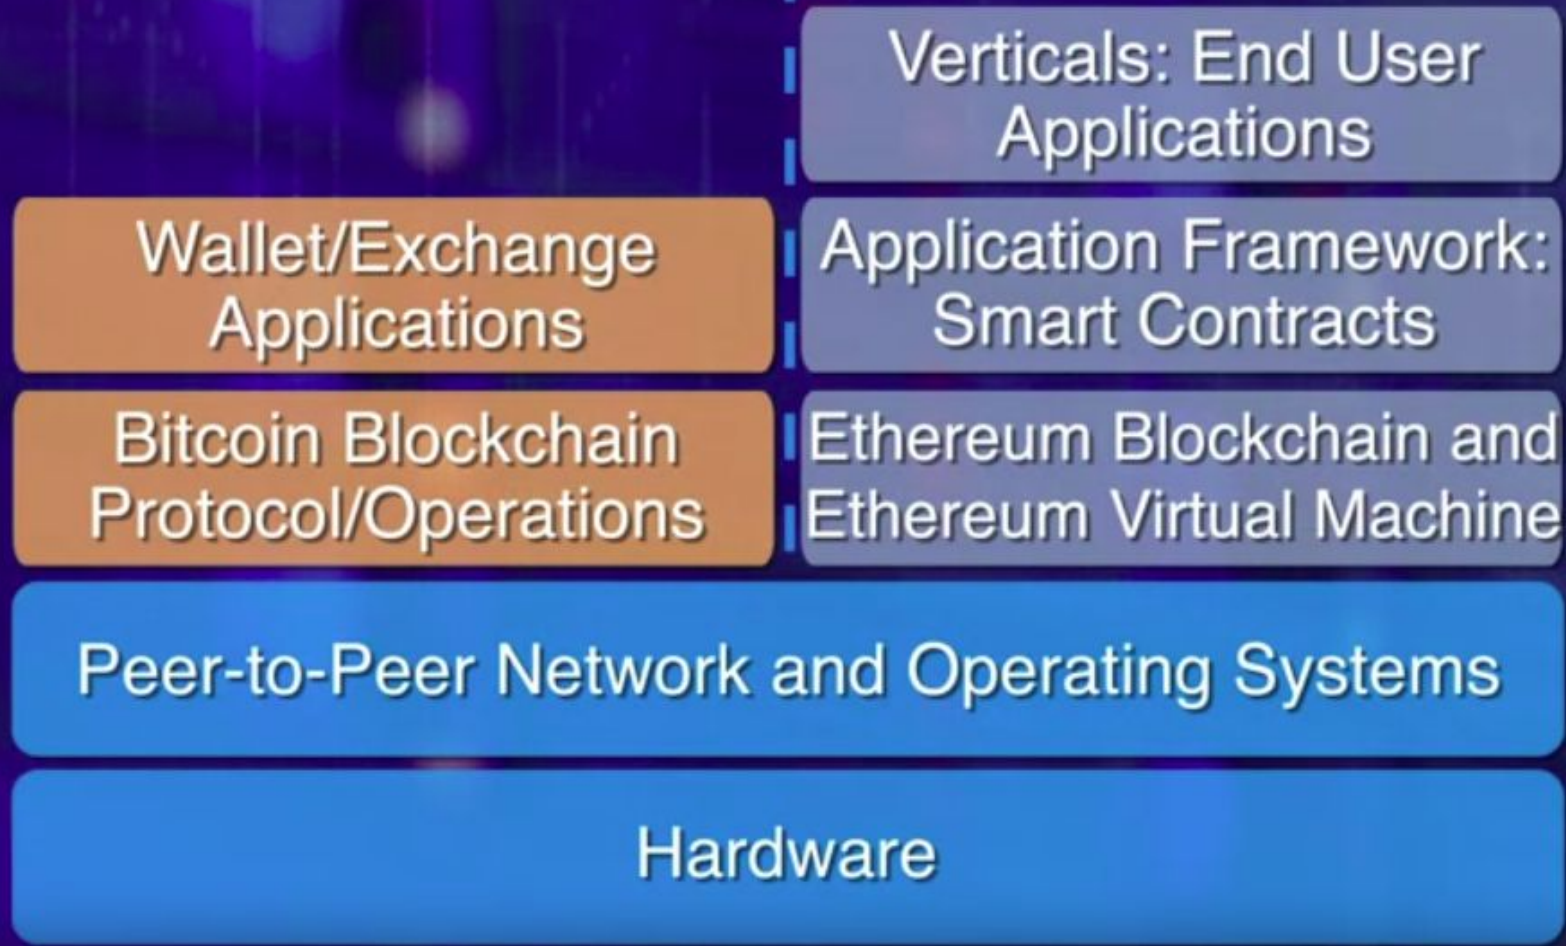 Verticals: End User
Applications
Wallet/Exchange
Applications
Application Framework:
Smart Contracts
Bitcoin Blockchain
Protocol/Operations
Ethereum Blockchain and
Ethereum Virtual Machine
Peer-to-Peer Network and Operating Systems
Hardware